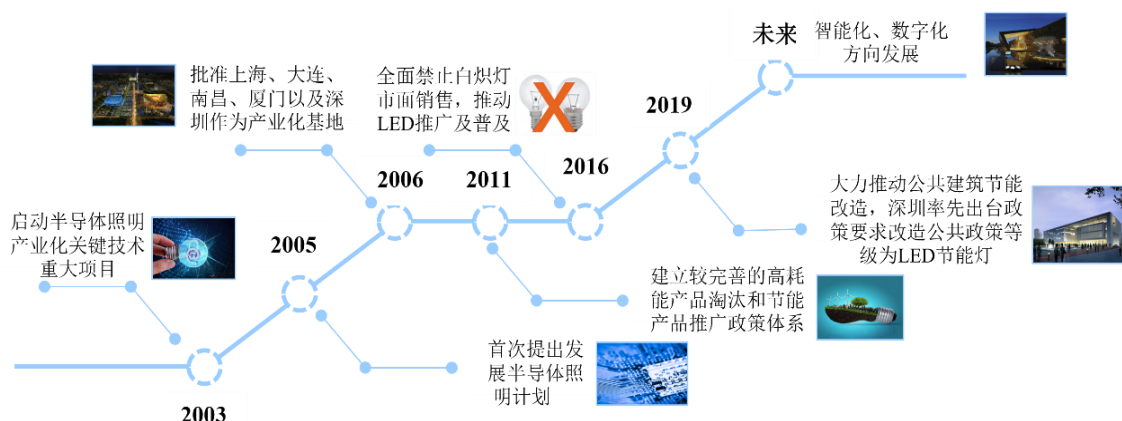 未来
智能化、数字化
方向发展
批准上海、大连、
南昌、厦门以及深
圳作为产业化基地
全面禁止白炽灯
市面销售，推动
LED推广及普及
X
2019
2016
2011
2006
大力推动公共建筑节能
改造，深圳率先出台政
策要求改造公共政策等
级为LED节能灯
启动半导体照明
产业化关键技术
重大项目
2005
建立较完善的高耗
能产品淘汰和节能
产品推广政策体系
首次提出发
展半导体照
明计划
2003